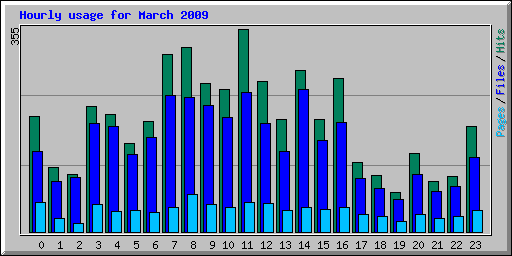 Hourly usage for March 2009
355
Pages / Files / Hits
0 1 2 3 4 5 6 7 8 9 10 11 12 13 14 15 16 17 18 19 20 21 22 23